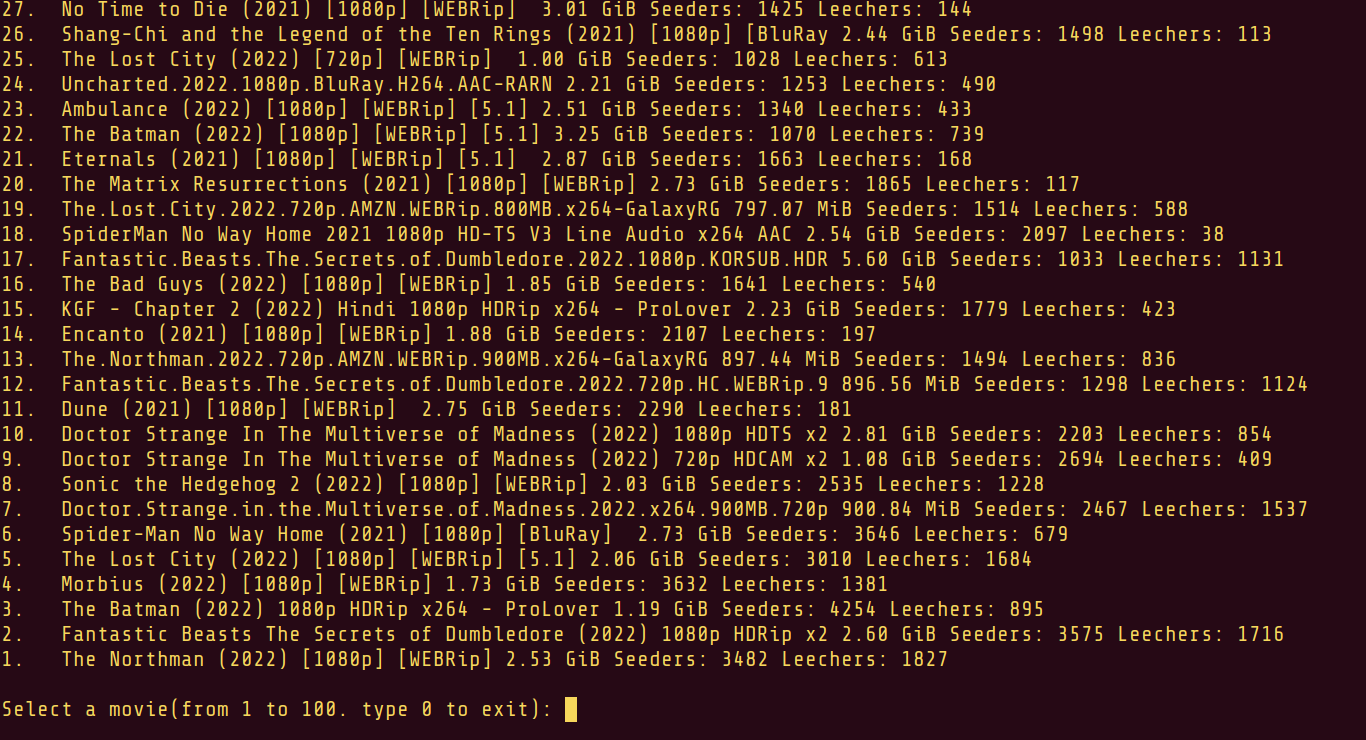 27.  No Time to Die (2021) [1080p] [WEBRip]  3.01 GiB Seeders: 1425 Leechers: 144
26.  Shang-Chi and the Legend of the Ten Rings (2021) [1080p] [BluRay 2.44 GiB Seeders: 1498 Leechers: 113
25.  The Lost City (2022) [720p] [WEBRip]  1.00 GiB Seeders: 1028 Leechers: 613
24.  Uncharted.2022.1080p.BluRay.H264.AAC-RARN 2.21 GiB Seeders: 1253 Leechers: 490
23.  Ambulance (2022) [1080p] [WEBRip] [5.1] 2.51 GiB Seeders: 1340 Leechers: 433
22.  The Batman (2022) [1080p] [WEBRip] [5.1] 3.25 GiB Seeders: 1070 Leechers: 739
21.  Eternals (2021) [1080p] [WEBRip] [5.1]  2.87 GiB Seeders: 1663 Leechers: 168
20.  The Matrix Resurrections (2021) [1080p] [WEBRip] 2.73 GiB Seeders: 1865 Leechers: 117
19.  The.Lost.City.2022.720p.AMZN.WEBRip.800MB.x264-GalaxyRG 797.07 MiB Seeders: 1514 Leechers: 588
18.  SpiderMan No Way Home 2021 1080p HD-TS V3 Line Audio x264 AAC 2.54 GiB Seeders: 2097 Leechers: 38
17.  Fantastic.Beasts.The.Secrets.of.Dumbledore.2022.1080p.KORSUB.HDR 5.60 GiB Seeders: 1033 Leechers: 1131
16.  The Bad Guys (2022) [1080p] [WEBRip] 1.85 GiB Seeders: 1641 Leechers: 540
15.  KGF - Chapter 2 (2022) Hindi 1080p HDRip x264 - ProLover 2.23 GiB Seeders: 1779 Leechers: 423
14.  Encanto (2021) [1080p] [WEBRip] 1.88 GiB Seeders: 2107 Leechers: 197
13.  The.Northman.2022.720p.AMZN.WEBRip.900MB.x264-GalaxyRG 897.44 MiB Seeders: 1494 Leechers: 836
12.  Fantastic.Beasts.The.Secrets.of.Dumbledore.2022.720p.HC.WEBRip.9 896.56 MiB Seeders: 1298 Leechers: 1124
11.  Dune (2021) [1080p] [WEBRip]  2.75 GiB Seeders: 2290 Leechers: 181
10.  Doctor Strange In The Multiverse of Madness (2022) 1080p HDTS x2 2.81 GiB Seeders: 2203 Leechers: 854
9.   Doctor Strange In The Multiverse of Madness (2022) 720p HDCAM x2 1.08 GiB Seeders: 2694 Leechers: 409
8.   Sonic the Hedgehog 2 (2022) [1080p] [WEBRip] 2.03 GiB Seeders: 2535 Leechers: 1228
7.   Doctor.Strange.in.the.Multiverse.of.Madness.2022.x264.900MB.720p 900.84 MiB Seeders: 2467 Leechers: 1537
6.   Spider-Man No Way Home (2021) [1080p] [BluRay]  2.73 GiB Seeders: 3646 Leechers: 679
5.   The Lost City (2022) [1080p] [WEBRip] [5.1] 2.06 GiB Seeders: 3010 Leechers: 1684
4.   Morbius (2022) [1080p] [WEBRip] 1.73 GiB Seeders: 3632 Leechers: 1381
3.   The Batman (2022) 1080p HDRip x264 - ProLover 1.19 GiB Seeders: 4254 Leechers: 895
2.   Fantastic Beasts The Secrets of Dumbledore (2022) 1080p HDRip x2 2.60 GiB Seeders: 3575 Leechers: 1716
1.   The Northman (2022) [1080p] [WEBRip] 2.53 GiB Seeders: 3482 Leechers: 1827
Select a movie(from 1 to 100. type 0 to exit):